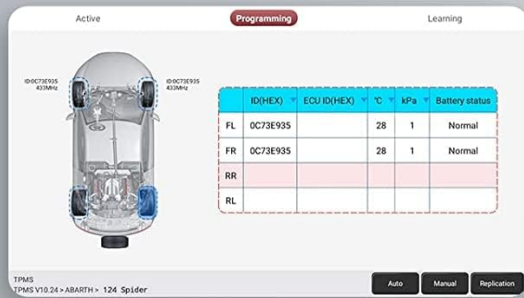 Active Programming Learning
ID:0C73E935
433MHz
ID:0C73E935
433MHz
ID(HEX) ECU ID(HEX) °C kPa Battery status
FL 0C73E935 28 1 Normal
FR 0C73E935 28 1 Normal
RR
RL
TPMS
TPMS V10.24 > ABARTH > 124 Spider
Auto Manual Replication